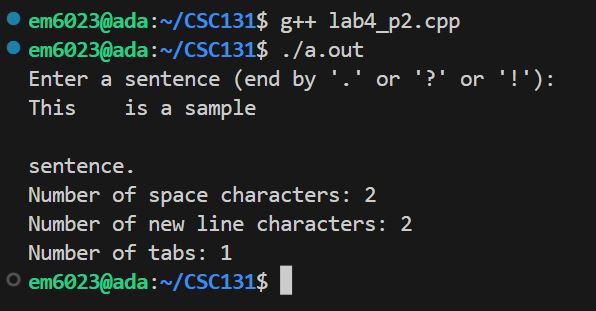 em6023@ada:~/CSC131$ g++ lab4_p2.cpp
em6023@ada:~/CSC131$ ./a.out
Enter a sentence (end by '.' or '?' or '!'):
This    is a sample

sentence.
Number of space characters: 2
Number of new line characters: 2
Number of tabs: 1
em6023@ada:~/CSC131$